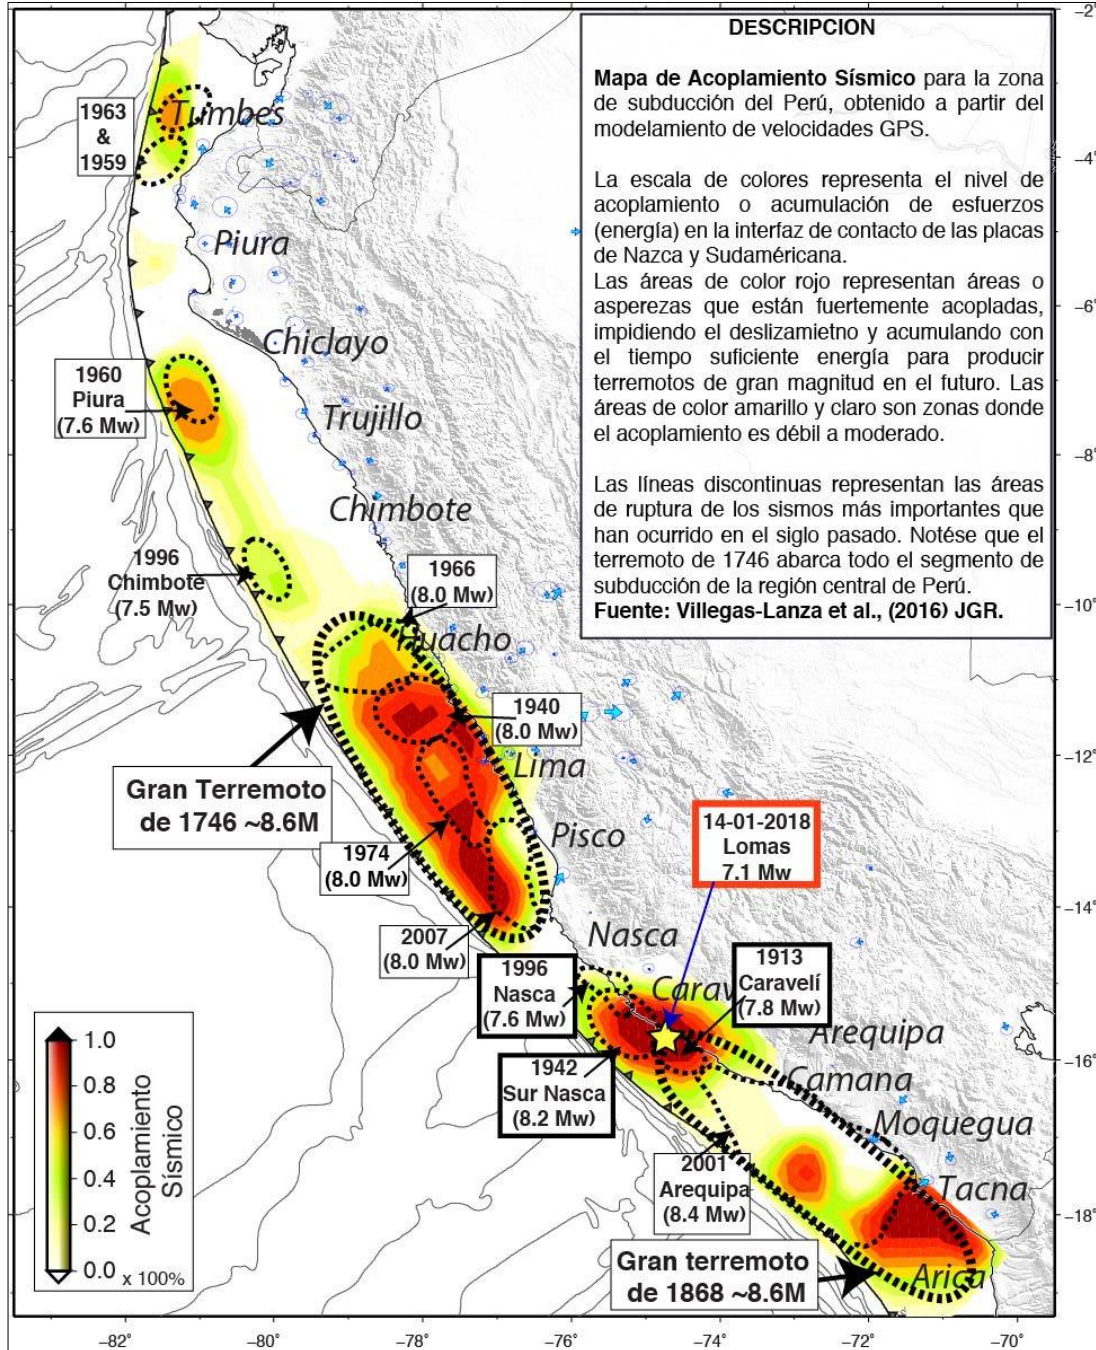 DESCRIPCION
Mapa de Acoplamiento Sísmico para la zona
de subducción del Perú, obtenido a partir del
modelamiento de velocidades GPS.
La escala de colores representa el nivel de
acoplamiento o acumulación de esfuerzos
(energía) en la interfaz de contacto de las placas
de Nazca y Sudaméricana.
Las áreas de color rojo representan áreas o
asperezas que están fuertemente acopladas,
impidiendo el deslizamietno y acumulando con
el tiempo suficiente energía para producir
terremotos de gran magnitud en el futuro. Las
áreas de color amarillo y claro son zonas donde
el acoplamiento es débil a moderado.
Las líneas discontinuas representan las áreas
de ruptura de los sismos más importantes que
han ocurrido en el siglo pasado. Notése que el
terremoto de 1746 abarca todo el segmento de
subducción de la región central de Perú.
Fuente: Villegas-Lanza et al., (2016) JGR.
1963
&
1959
Tumbes
Piura
Chiclayo
1960
Piura
(7.6 Mw)
Trujillo
Chimbote
1996
Chimbote
(7.5 Mw)
1966
(8.0 Mw)
Huacho
1940
(8.0 Mw)
Lima
Gran Terremoto
de 1746 ~8.6M
Pisco
14-01-2018
Lomas
7.1 Mw
1974
(8.0 Mw)
2007
(8.0 Mw)
Nasca
1996
Nasca
(7.6 Mw)
Carav
1913
Caravelí
(7.8 Mw)
Arequipa
1942
Sur Nasca
(8.2 Mw)
Camana
Moquegua
2001
Arequipa
(8.4 Mw)
Tacna
Gran terremoto
de 1868 ~8.6M
Arica
1.0
0.8
0.6
0.4
0.2
0.0
x 100%
Acoplamiento
Sísmico
−2°
−4°
−6°
−8°
−10°
−12°
−14°
−16°
−18°
−82°
−80°
−78°
−76°
−74°
−72°
−70°